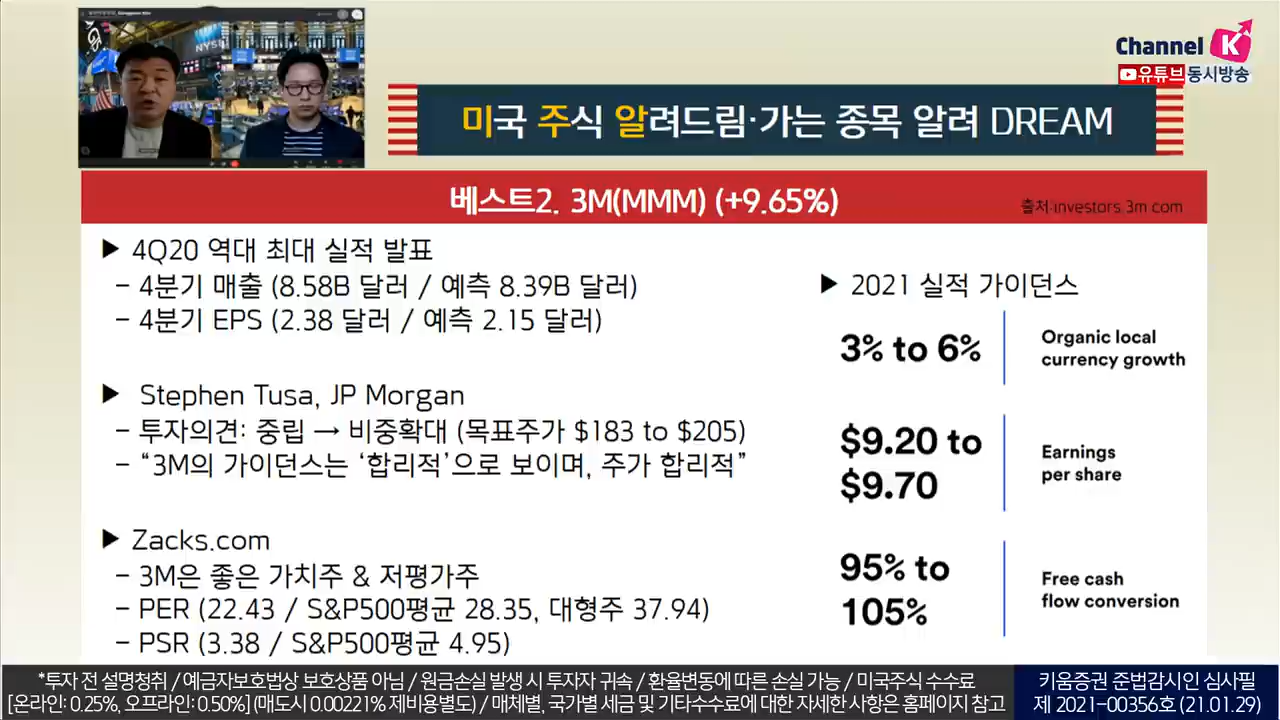 Channel K
유튜브 동시방송
NYSE
미국 주식 알려드림·가는 종목 알려 DREAM
베스트2. 3M(MMM) (+9.65%)
출처:investors.3m.com
▶ 4Q20 역대 최대 실적 발표
– 4분기 매출 (8.58B 달러 / 예측 8.39B 달러)
– 4분기 EPS (2.38 달러 / 예측 2.15 달러)
▶ Stephen Tusa, JP Morgan
– 투자의견: 중립 → 비중확대 (목표주가 $183 to $205)
– “3M의 가이던스는 ‘합리적’으로 보이며, 주가 합리적”
▶ Zacks.com
– 3M은 좋은 가치주 & 저평가주
– PER (22.43 / S&P500평균 28.35, 대형주 37.94)
– PSR (3.38 / S&P500평균 4.95)
▶ 2021 실적 가이던스
3% to 6%
Organic local
currency growth
$9.20 to
$9.70
Earnings
per share
95% to
105%
Free cash
flow conversion
*투자 전 설명청취 / 예금자보호법상 보호상품 아님 / 원금손실 발생 시 투자자 귀속 / 환율변동에 따른 손실 가능 / 미국주식 수수료
[온라인: 0.25%, 오프라인: 0.50%] (매도시 0.00221% 제비용별도) / 매체별, 국가별 세금 및 기타수수료에 대한 자세한 사항은 홈페이지 참고
키움증권 준법감시인 심사필
제 2021-00356호 (21.01.29)